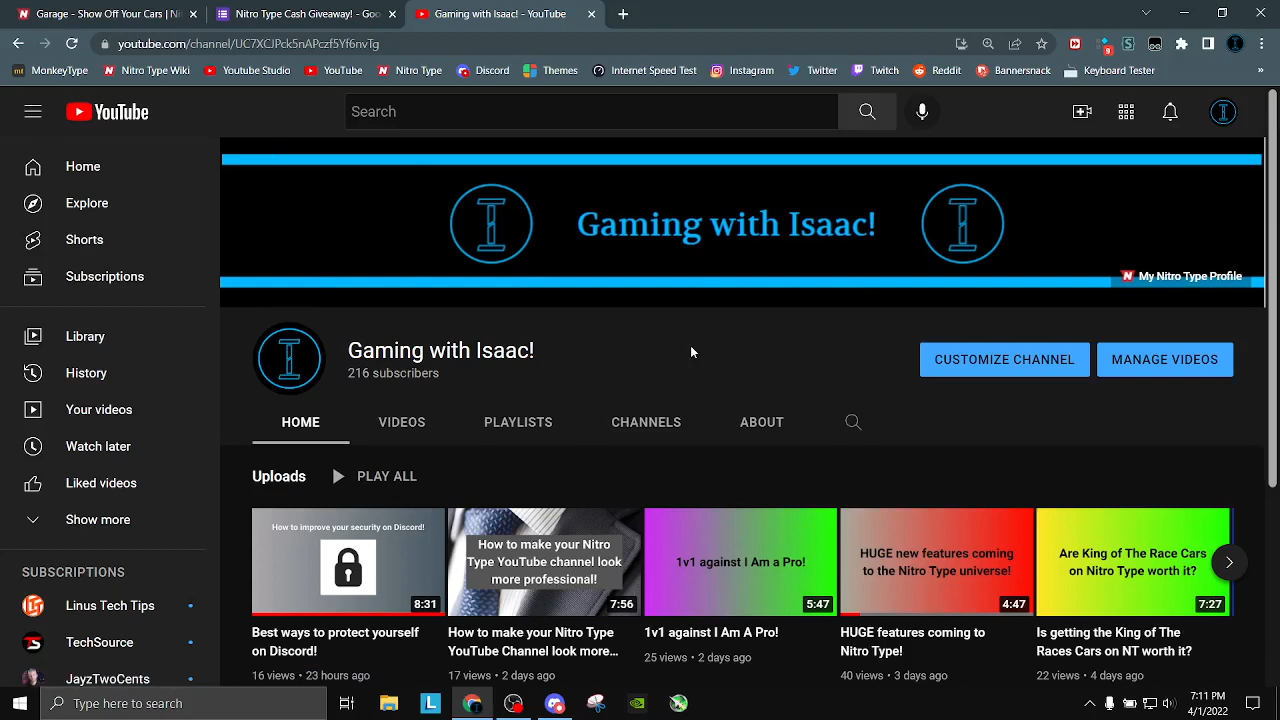 Garage - Show Off Your Cars | Ni
Nitro Type Cash Survey! - Goo
Gaming with Isaac! - YouTube
youtube.com/channel/UC7XCJPck5nAPczf5Yf6nvTg
9
mt MonkeyType
Nitro Type Wiki
Youtube Studio
YouTube
Nitro Type
Discord
Themes
Internet Speed Test
Instagram
Twitter
Twitch
Reddit
Bannersnack
Keyboard Tester
»
YouTube
Search
I
Home
Explore
Shorts
Subscriptions
Library
History
Your videos
Watch later
Liked videos
Show more
SUBSCRIPTIONS
Linus Tech Tips
TechSource
JayzTwoCents
I
Gaming with Isaac!
I
My Nitro Type Profile
I
Gaming with Isaac!
216 subscribers
CUSTOMIZE CHANNEL
MANAGE VIDEOS
HOME
VIDEOS
PLAYLISTS
CHANNELS
ABOUT
Uploads
PLAY ALL
How to improve your security on Discord!
8:31
Best ways to protect yourself
on Discord!
16 views • 23 hours ago
How to make your Nitro
Type YouTube channel look
more professional!
7:56
How to make your Nitro Type
YouTube Channel look more...
17 views • 2 days ago
1v1 against I Am a Pro!
5:47
1v1 against I Am A Pro!
25 views • 2 days ago
HUGE new features coming
to the Nitro Type universe!
4:47
HUGE features coming to
Nitro Type!
40 views • 3 days ago
Are King of The Race Cars
on Nitro Type worth it?
7:27
Is getting the King of The
Races Cars on NT worth it?
22 views • 4 days ago
Type here to search
L
7:11 PM
4/1/2022